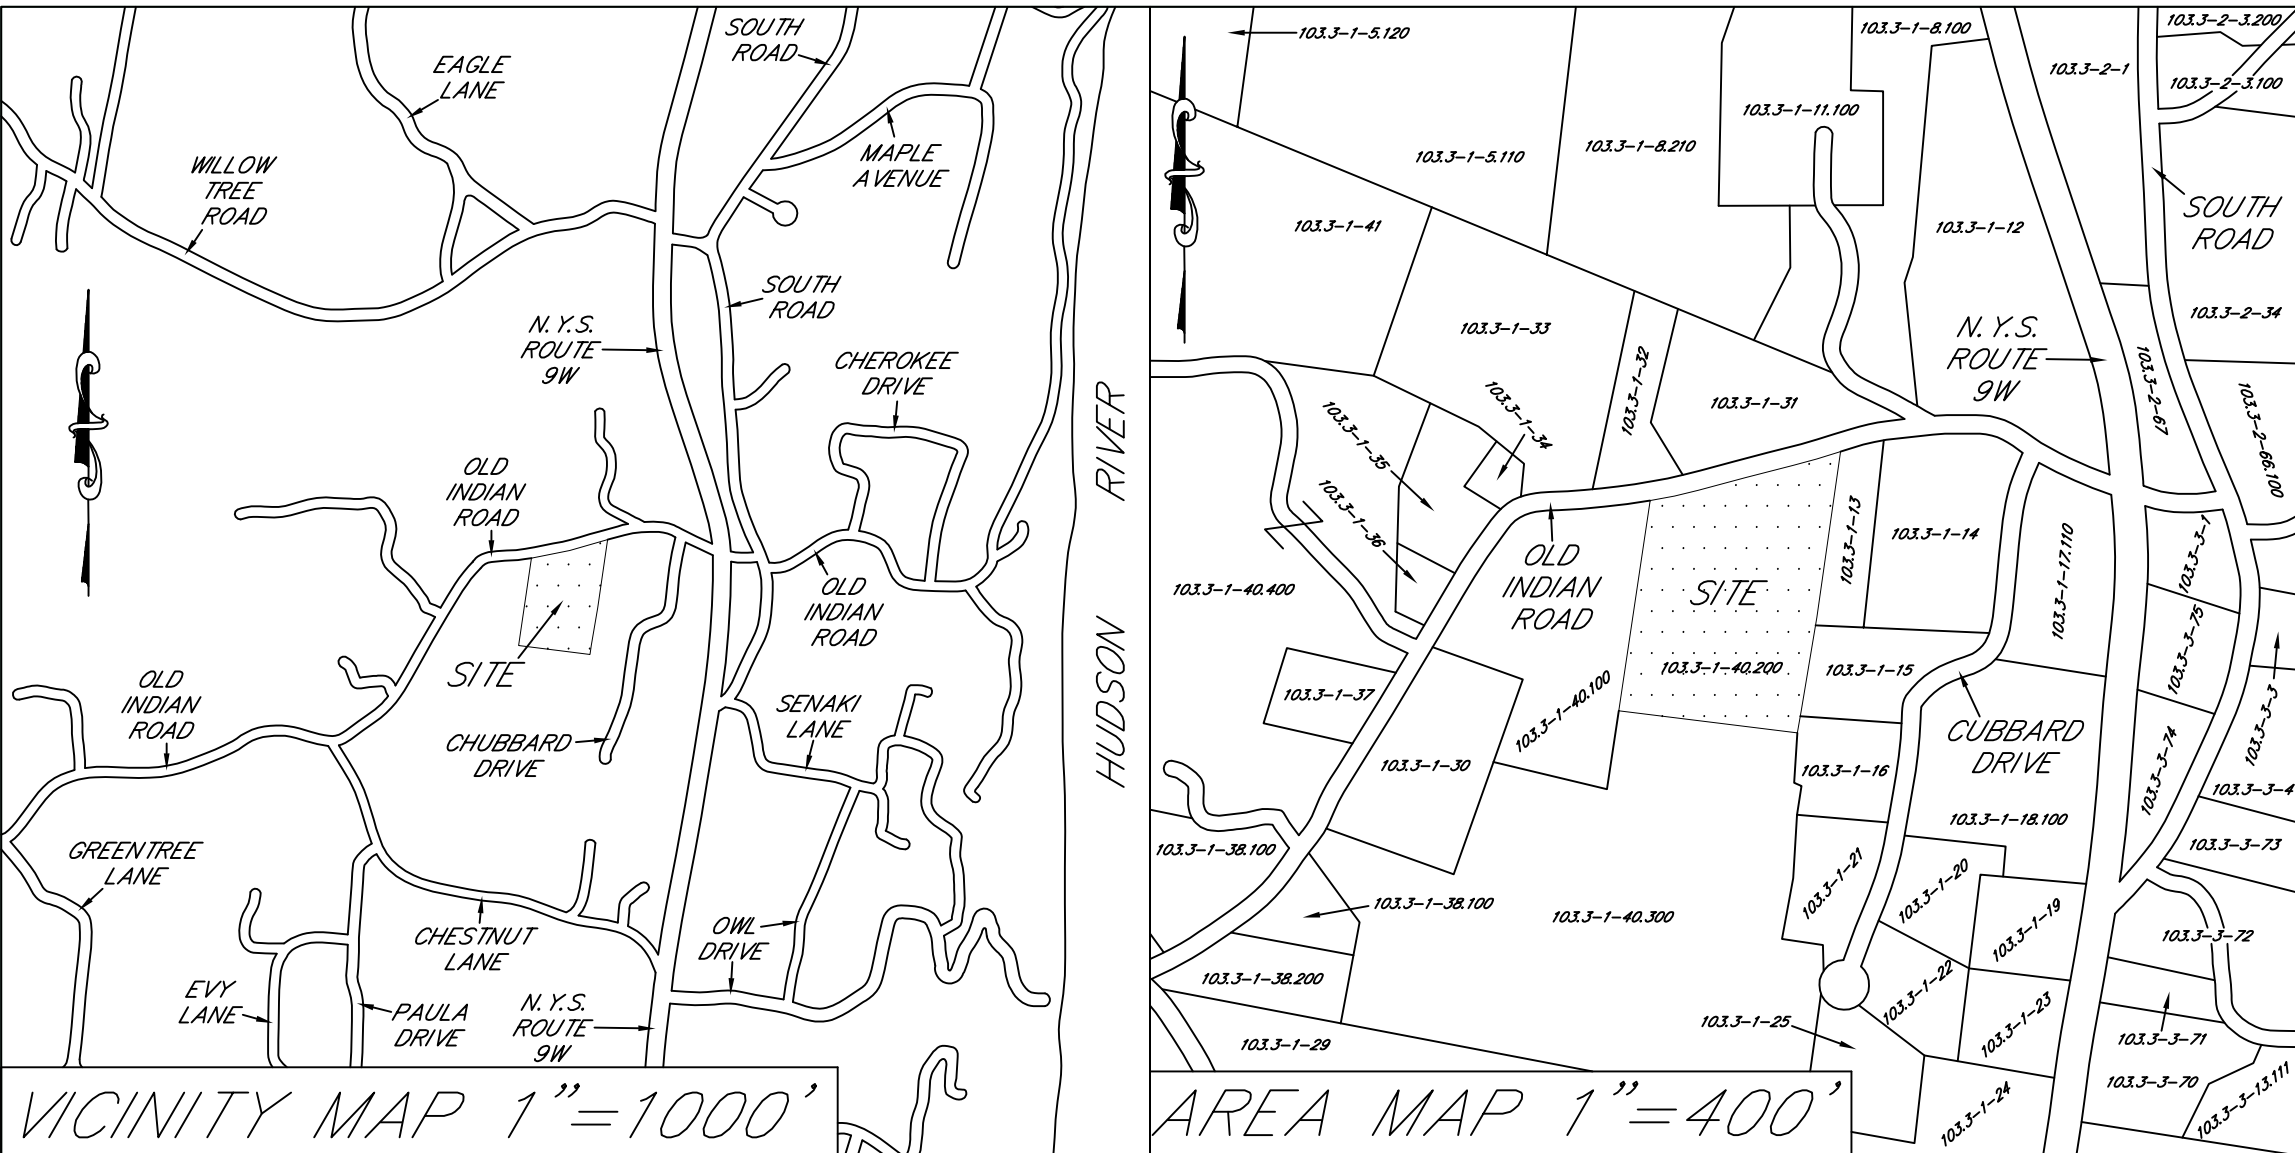 SOUTH
ROAD
EAGLE
LANE
WILLOW
TREE
ROAD
MAPLE
AVENUE
SOUTH
ROAD
N.Y.S.
ROUTE
9W
CHEROKEE
DRIVE
HUDSON RIVER
OLD
INDIAN
ROAD
OLD
INDIAN
ROAD
SITE
OLD
INDIAN
ROAD
SENAKI
LANE
CHUBBARD
DRIVE
GREENTREE
LANE
CHESTNUT
LANE
OWL
DRIVE
EVY
LANE
PAULA
DRIVE
N.Y.S.
ROUTE
9W
VICINITY MAP 1"=1000'
103.3-1-5.120
103.3-1-8.100
103.3-2-3.200
103.3-2-1
103.3-2-3.100
103.3-1-11.100
103.3-1-5.110
103.3-1-8.210
103.3-1-41
103.3-1-12
SOUTH
ROAD
103.3-1-33
103.3-1-32
103.3-1-31
N.Y.S.
ROUTE
9W
103.3-2-34
103.3-2-67
103.3-2-66.100
103.3-1-34
103.3-1-35
103.3-1-36
103.3-1-40.400
OLD
INDIAN
ROAD
SITE
103.3-1-40.200
103.3-1-13
103.3-1-14
103.3-1-17.110
103.3-3-1
103.3-3-75
103.3-1-15
103.3-1-37
103.3-1-40.100
103.3-1-30
CUBBARD
DRIVE
103.3-1-16
103.3-3-74
103.3-3-3
103.3-3-4
103.3-1-18.100
103.3-3-73
103.3-1-38.100
103.3-1-38.100
103.3-1-40.300
103.3-1-21
103.3-1-20
103.3-1-19
103.3-3-72
103.3-1-38.200
103.3-1-22
103.3-1-23
103.3-1-25
103.3-1-29
103.3-3-71
103.3-3-70
103.3-1-24
103.3-3-13.111
AREA MAP 1"=400'